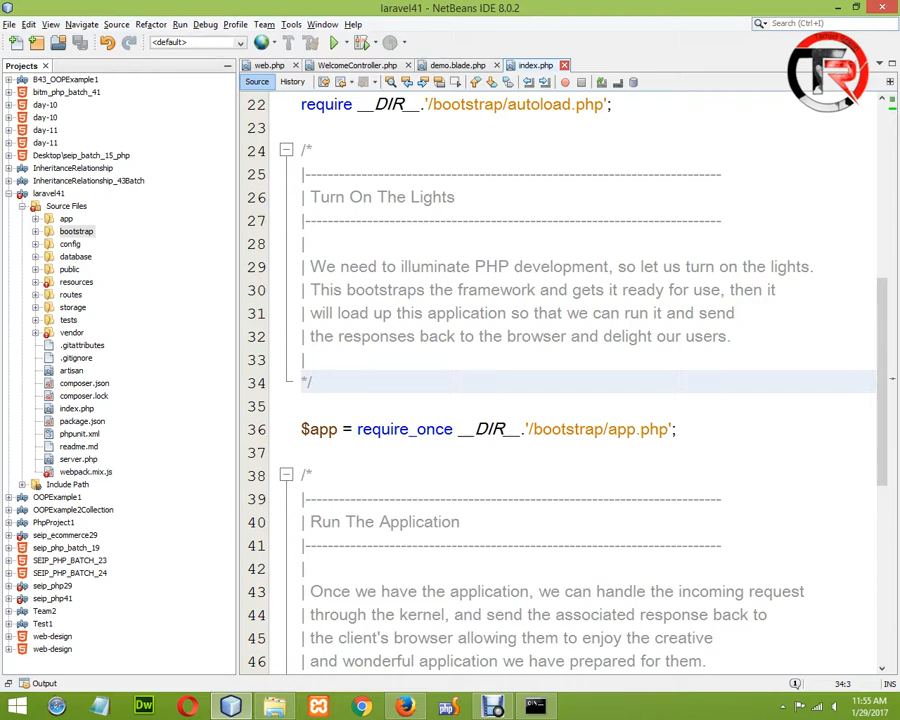 laravel41 - NetBeans IDE 8.0.2
File Edit View Navigate Source Refactor Run Debug Profile Team Tools Window Help
Search (Ctrl+I)
<default>
Projects
web.php WelcomeController.php demo.blade.php index.php
Source History
B43_OOPExample1
bitm_php_batch_41
day-10
day-10
day-11
day-11
Desktop\seip_batch_15_php
InheritanceRelationship
InheritanceRelationship_43Batch
laravel41
Source Files
app
bootstrap
config
database
public
resources
routes
storage
tests
vendor
.gitattributes
.gitignore
artisan
composer.json
composer.lock
index.php
package.json
phpunit.xml
readme.md
server.php
webpack.mix.js
Include Path
OOPExample1
OOPExample2Collection
PhpProject1
seip_ecommerce29
seip_php_batch_19
SEIP_PHP_BATCH_23
SEIP_PHP_BATCH_24
seip_php29
seip_php41
Team2
Test1
web-design
web-design
22 require __DIR__.'/bootstrap/autoload.php';
23
24 /*
25 |--------------------------------------------------------------------------
26 | Turn On The Lights
27 |--------------------------------------------------------------------------
28 |
29 | We need to illuminate PHP development, so let us turn on the lights.
30 | This bootstraps the framework and gets it ready for use, then it
31 | will load up this application so that we can run it and send
32 | the responses back to the browser and delight our users.
33 |
34 */
35
36 $app = require_once __DIR__.'/bootstrap/app.php';
37
38 /*
39 |--------------------------------------------------------------------------
40 | Run The Application
41 |--------------------------------------------------------------------------
42 |
43 | Once we have the application, we can handle the incoming request
44 | through the kernel, and send the associated response back to
45 | the client's browser allowing them to enjoy the creative
46 | and wonderful application we have prepared for them.
Output
34:3 INS
Dw
11:55 AM
1/29/2017